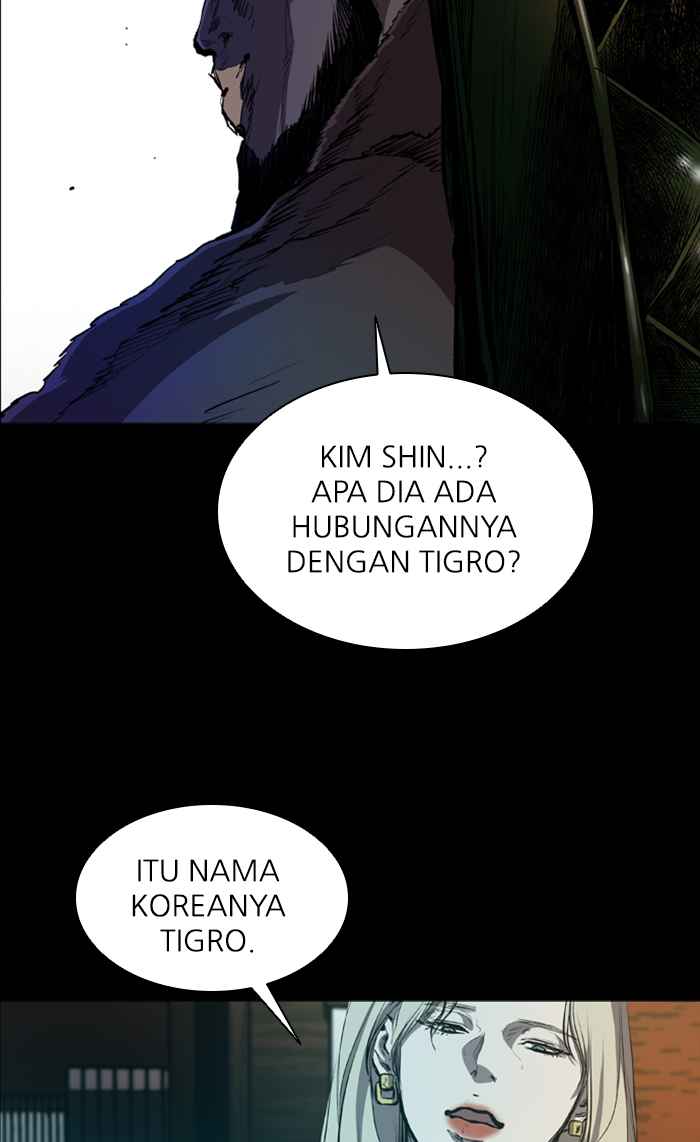 KIM SHIN...?
APA DIA ADA
HUBUNGANNYA
DENGAN TIGRO?
ITU NAMA
KOREANYA
TIGRO.